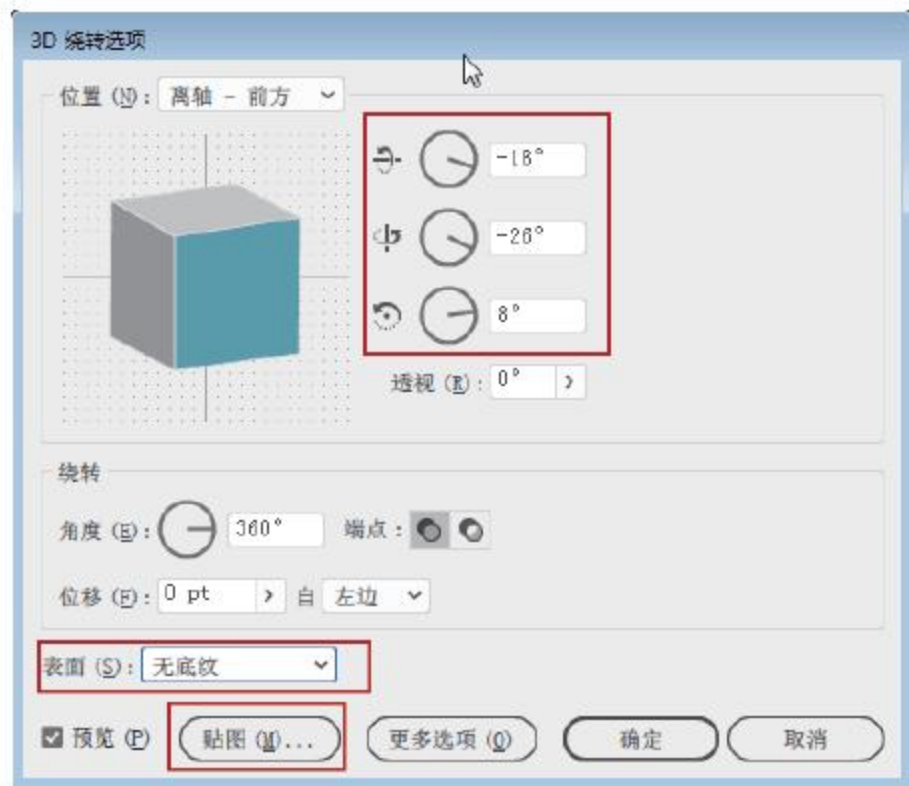 3D 绕转选项
位置 (N)： 离轴 - 前方
-18°
-26°
8°
透视 (R)： 0°
绕转
角度 (E)： 360° 端点：
位移 (F)： 0 pt 自 左边
表面 (S)： 无底纹
预览 (P) 贴图 (M)... 更多选项 (O) 确定 取消